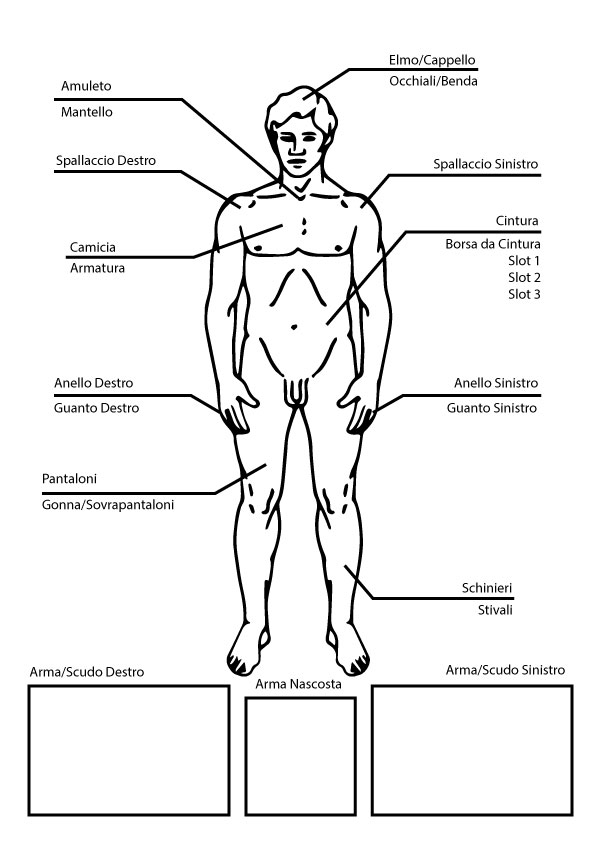 Elmo/Cappello
Occhiali/Benda
Amuleto
Mantello
Spallaccio Destro
Spallaccio Sinistro
Cintura
Borsa da Cintura
Slot 1
Slot 2
Slot 3
Camicia
Armatura
Anello Destro
Guanto Destro
Anello Sinistro
Guanto Sinistro
Pantaloni
Gonna/Sovrapantaloni
Schinieri
Stivali
Arma/Scudo Destro
Arma Nascosta
Arma/Scudo Sinistro